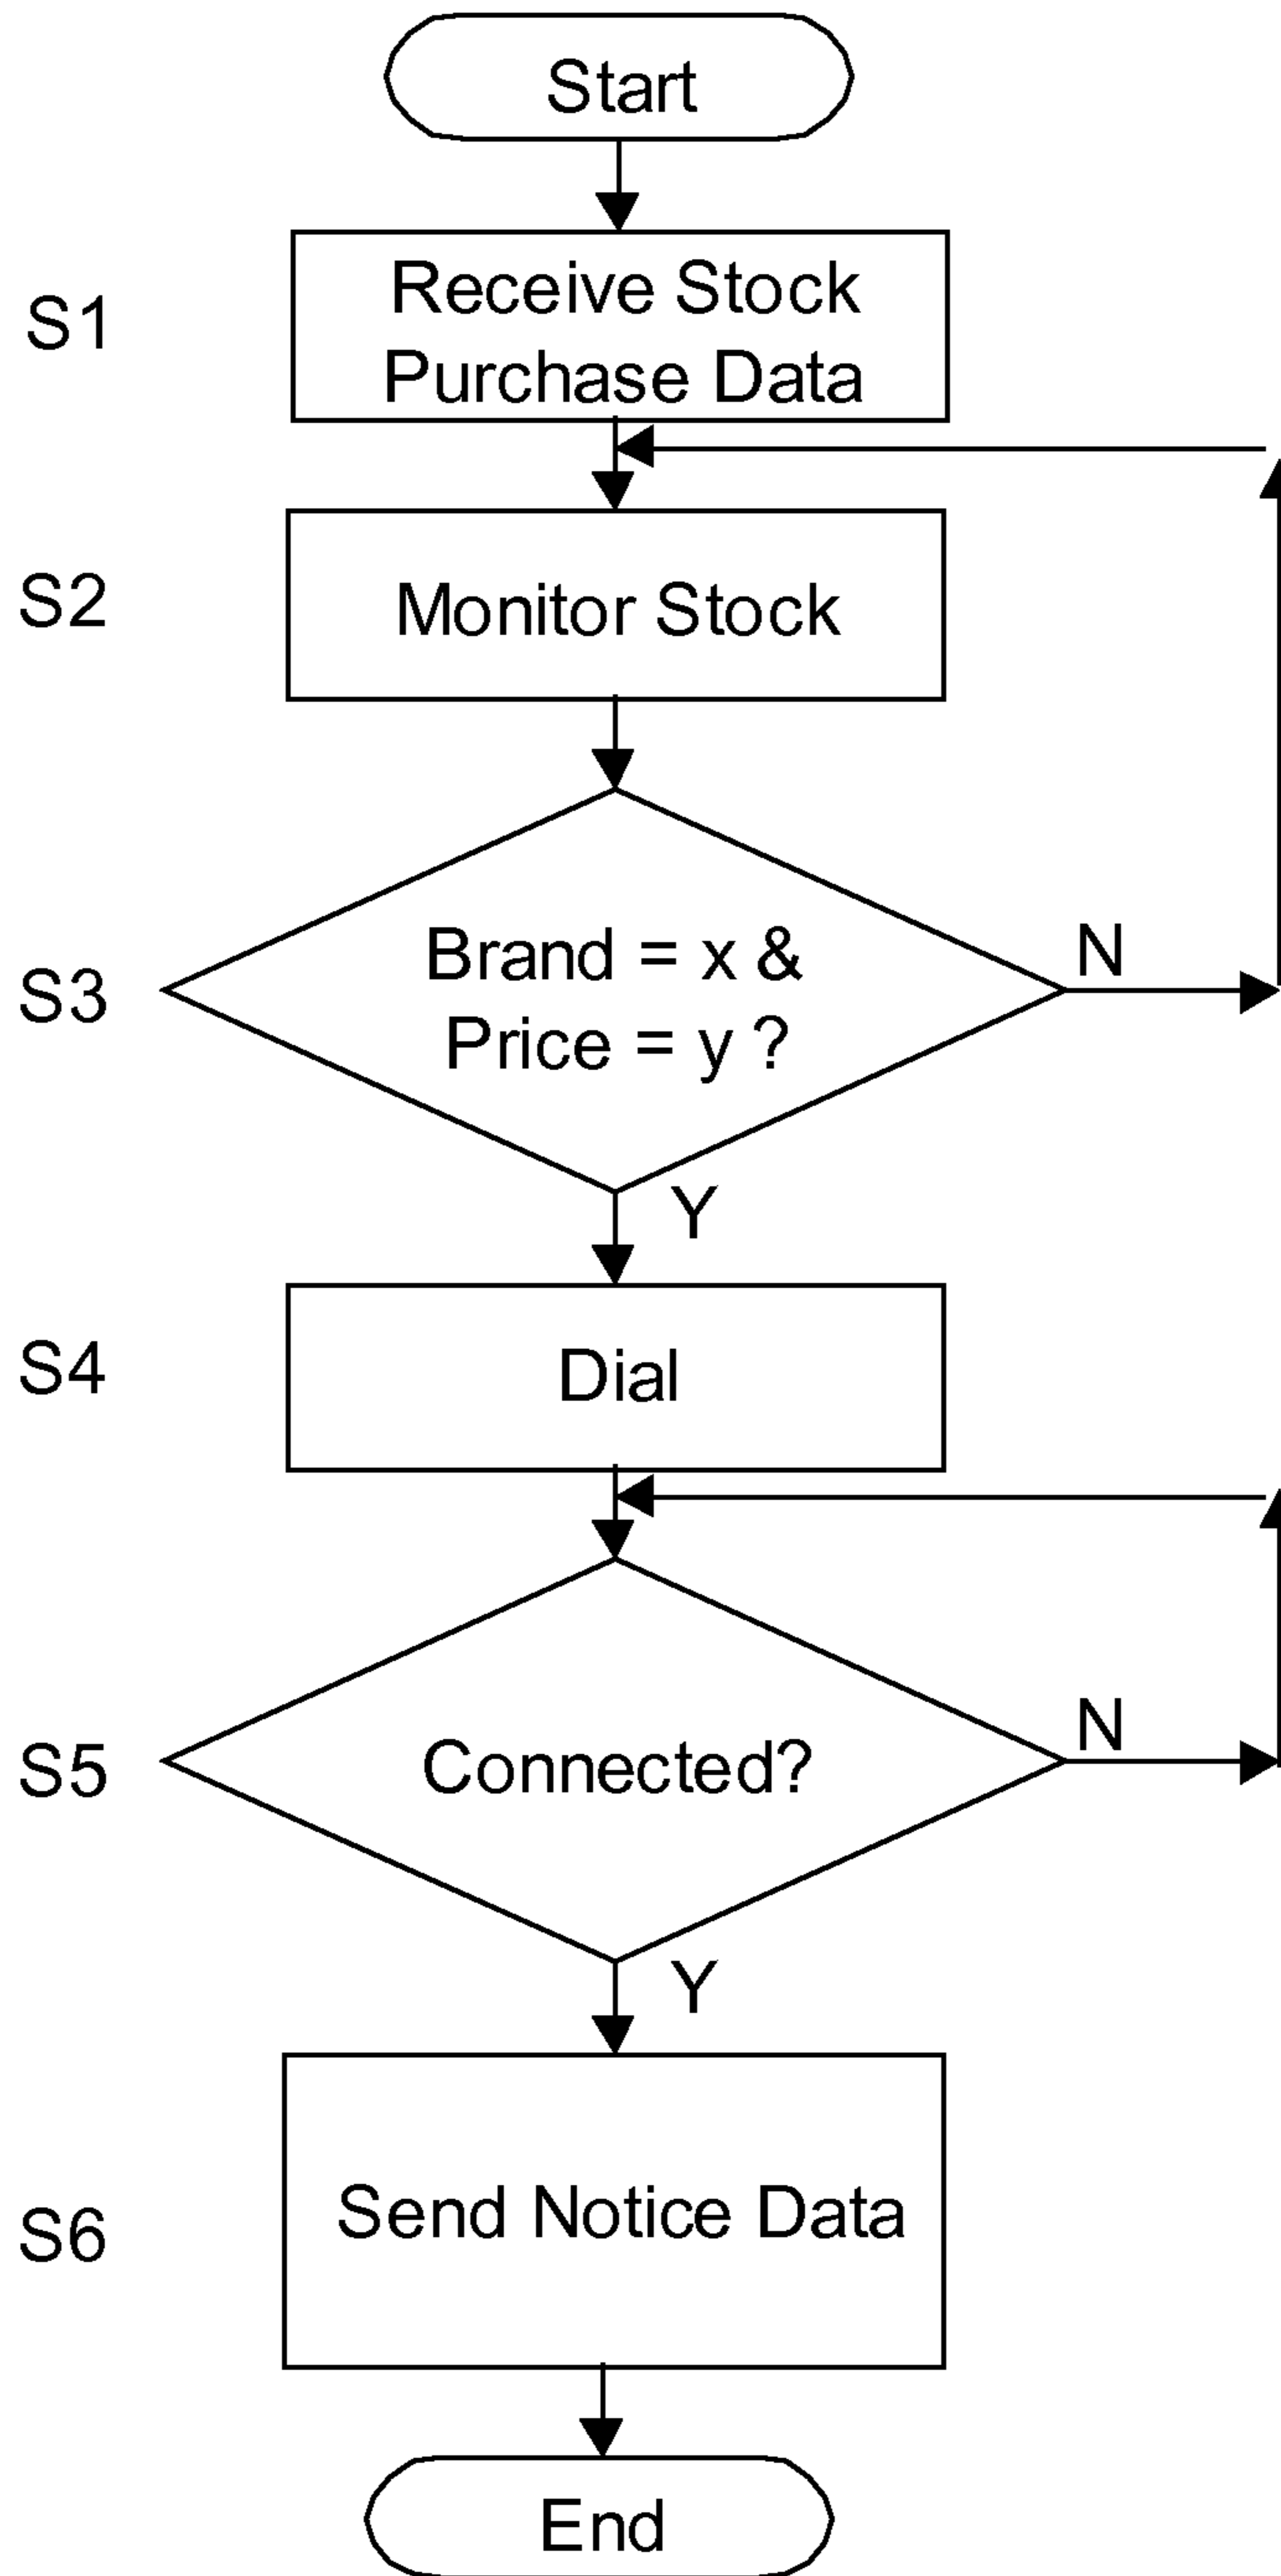 Start
S1
Receive Stock
Purchase Data
S2
Monitor Stock
S3
Brand = x &
Price = y ?
N
Y
S4
Dial
S5
Connected?
N
Y
S6
Send Notice Data
End